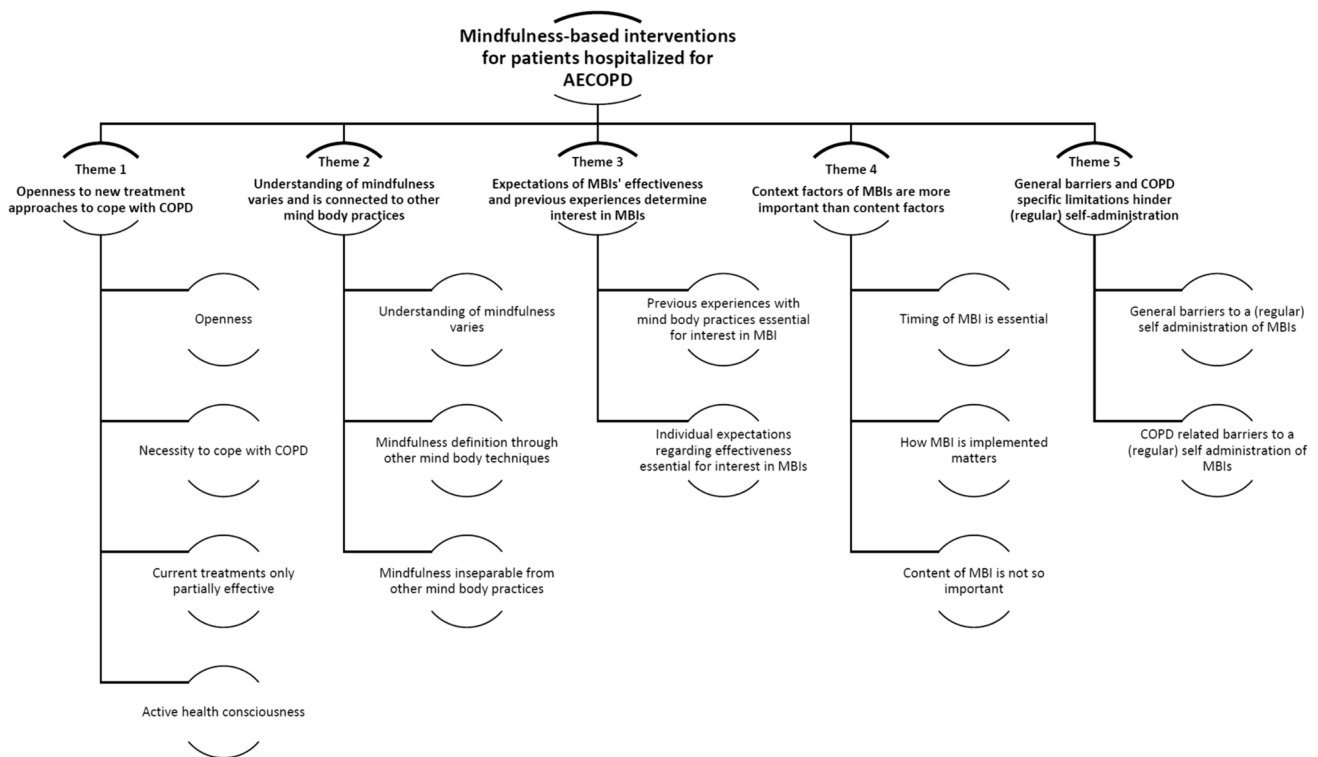 Mindfulness-based interventions
for patients hospitalized for
AECOPD
Theme 1
Openness to new treatment
approaches to cope with COPD
Openness
Necessity to cope with COPD
Current treatments only
partially effective
Active health consciousness
Theme 2
Understanding of mindfulness
varies and is connected to other
mind body practices
Understanding of mindfulness
varies
Mindfulness definition through
other mind body techniques
Mindfulness inseparable from
other mind body practices
Theme 3
Expectations of MBIs' effectiveness
and previous experiences determine
interest in MBIs
Previous experiences with
mind body practices essential
for interest in MBI
Individual expectations
regarding effectiveness
essential for interest in MBIs
Theme 4
Context factors of MBIs are more
important than content factors
Timing of MBI is essential
How MBI is implemented
matters
Content of MBI is not so
important
Theme 5
General barriers and COPD
specific limitations hinder
(regular) self-administration
General barriers to a (regular)
self administration of MBIs
COPD related barriers to a
(regular) self administration of
MBIs